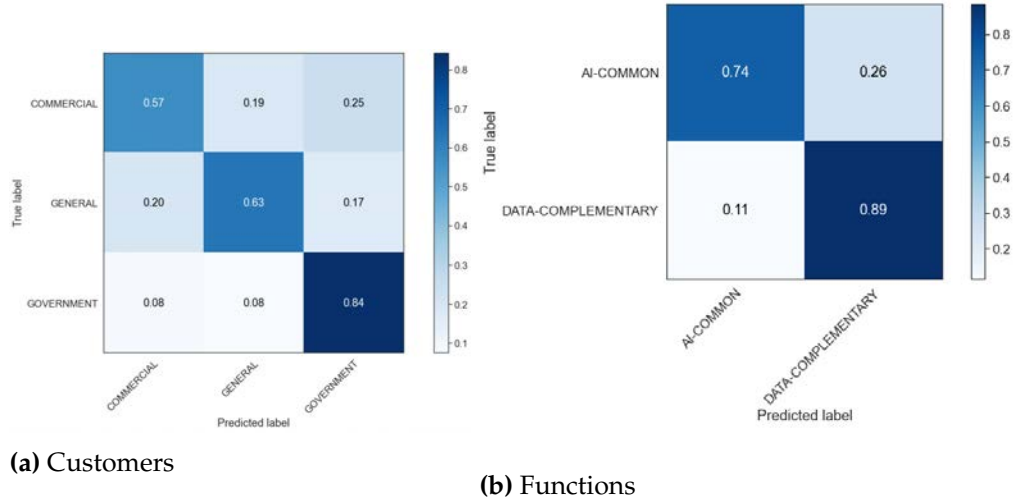 COMMERCIAL 0.57 0.19 0.25
GENERAL 0.20 0.63 0.17
GOVERNMENT 0.08 0.08 0.84
True label
COMMERCIAL GENERAL GOVERNMENT
Predicted label
0.8
0.7
0.6
0.5
0.4
0.3
0.2
0.1
(a) Customers
AI-COMMON 0.74 0.26
DATA-COMPLEMENTARY 0.11 0.89
True label
AI-COMMON DATA-COMPLEMENTARY
Predicted label
0.8
0.7
0.6
0.5
0.4
0.3
0.2
(b) Functions